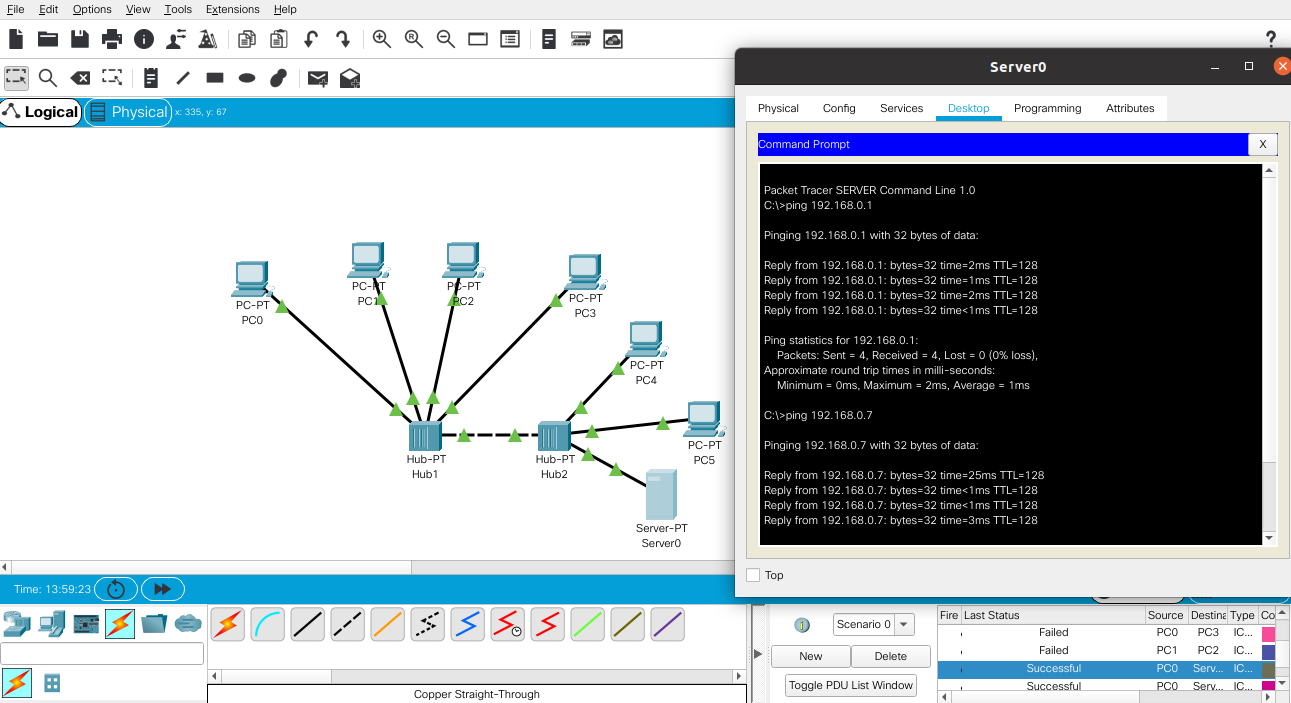 File Edit Options View Tools Extensions Help
?
Server0
Logical Physical x: 335, y: 67
Physical Config Services Desktop Programming Attributes
Command Prompt X
Packet Tracer SERVER Command Line 1.0
C:\>ping 192.168.0.1
Pinging 192.168.0.1 with 32 bytes of data:
Reply from 192.168.0.1: bytes=32 time=2ms TTL=128
Reply from 192.168.0.1: bytes=32 time=1ms TTL=128
Reply from 192.168.0.1: bytes=32 time=2ms TTL=128
Reply from 192.168.0.1: bytes=32 time<1ms TTL=128
Ping statistics for 192.168.0.1:
Packets: Sent = 4, Received = 4, Lost = 0 (0% loss),
Approximate round trip times in milli-seconds:
Minimum = 0ms, Maximum = 2ms, Average = 1ms
C:\>ping 192.168.0.7
Pinging 192.168.0.7 with 32 bytes of data:
Reply from 192.168.0.7: bytes=32 time=25ms TTL=128
Reply from 192.168.0.7: bytes=32 time<1ms TTL=128
Reply from 192.168.0.7: bytes=32 time<1ms TTL=128
Reply from 192.168.0.7: bytes=32 time=3ms TTL=128
Top
PC-PT
PC0
PC-PT
PC1
PC-PT
PC2
PC-PT
PC3
PC-PT
PC4
PC-PT
PC5
Hub-PT
Hub1
Hub-PT
Hub2
Server-PT
Server0
Time: 13:59:23
Copper Straight-Through
Scenario 0
New Delete
Toggle PDU List Window
Fire Last Status Source Destina Type Co
Failed PC0 PC3 IC...
Failed PC1 PC2 IC...
Successful PC0 Serv... IC...
Successful PC0 Serv... IC...